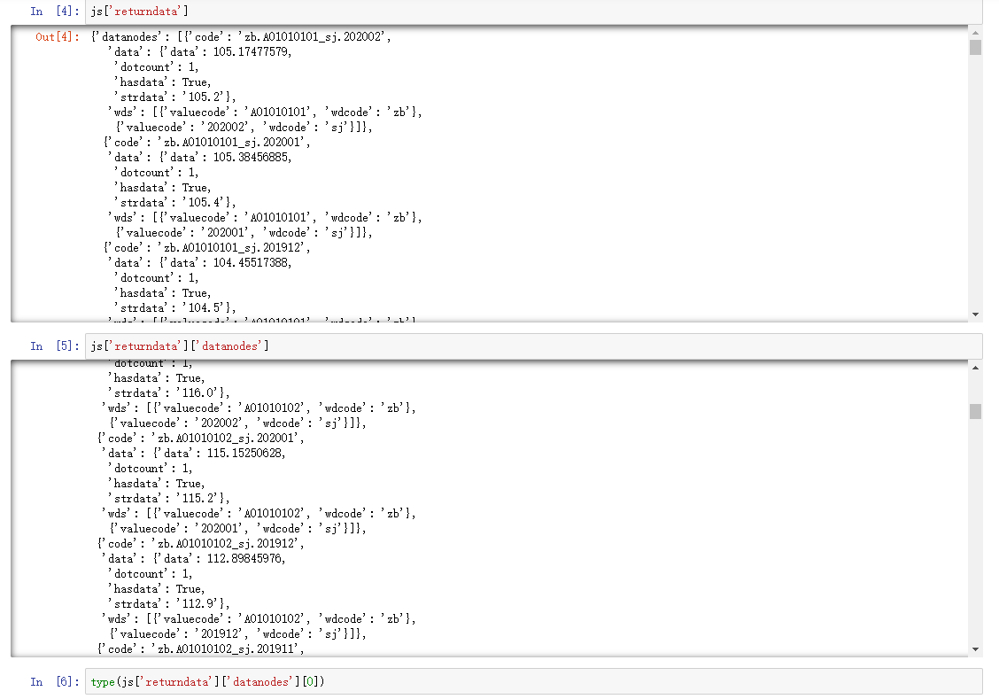 In [4]: js['returndata']
Out[4]: {'datanodes': [{'code': 'zb.A01010101_sj.202002',
'data': {'data': 105.17477579,
'dotcount': 1,
'hasdata': True,
'strdata': '105.2'},
'wds': [{'valuecode': 'A01010101', 'wdcode': 'zb'},
{'valuecode': '202002', 'wdcode': 'sj'}]},
{'code': 'zb.A01010101_sj.202001',
'data': {'data': 105.38456885,
'dotcount': 1,
'hasdata': True,
'strdata': '105.4'},
'wds': [{'valuecode': 'A01010101', 'wdcode': 'zb'},
{'valuecode': '202001', 'wdcode': 'sj'}]},
{'code': 'zb.A01010101_sj.201912',
'data': {'data': 104.45517388,
'dotcount': 1,
'hasdata': True,
'strdata': '104.5'},
'wds': [{'valuecode': 'A01010101', 'wdcode': 'zb'},
In [5]: js['returndata']['datanodes']
'dotcount': 1,
'hasdata': True,
'strdata': '116.0'},
'wds': [{'valuecode': 'A01010102', 'wdcode': 'zb'},
{'valuecode': '202002', 'wdcode': 'sj'}]},
{'code': 'zb.A01010102_sj.202001',
'data': {'data': 115.15250628,
'dotcount': 1,
'hasdata': True,
'strdata': '115.2'},
'wds': [{'valuecode': 'A01010102', 'wdcode': 'zb'},
{'valuecode': '202001', 'wdcode': 'sj'}]},
{'code': 'zb.A01010102_sj.201912',
'data': {'data': 112.89845976,
'dotcount': 1,
'hasdata': True,
'strdata': '112.9'},
'wds': [{'valuecode': 'A01010102', 'wdcode': 'zb'},
{'valuecode': '201912', 'wdcode': 'sj'}]},
{'code': 'zb.A01010102_sj.201911',
In [6]: type(js['returndata']['datanodes'][0])